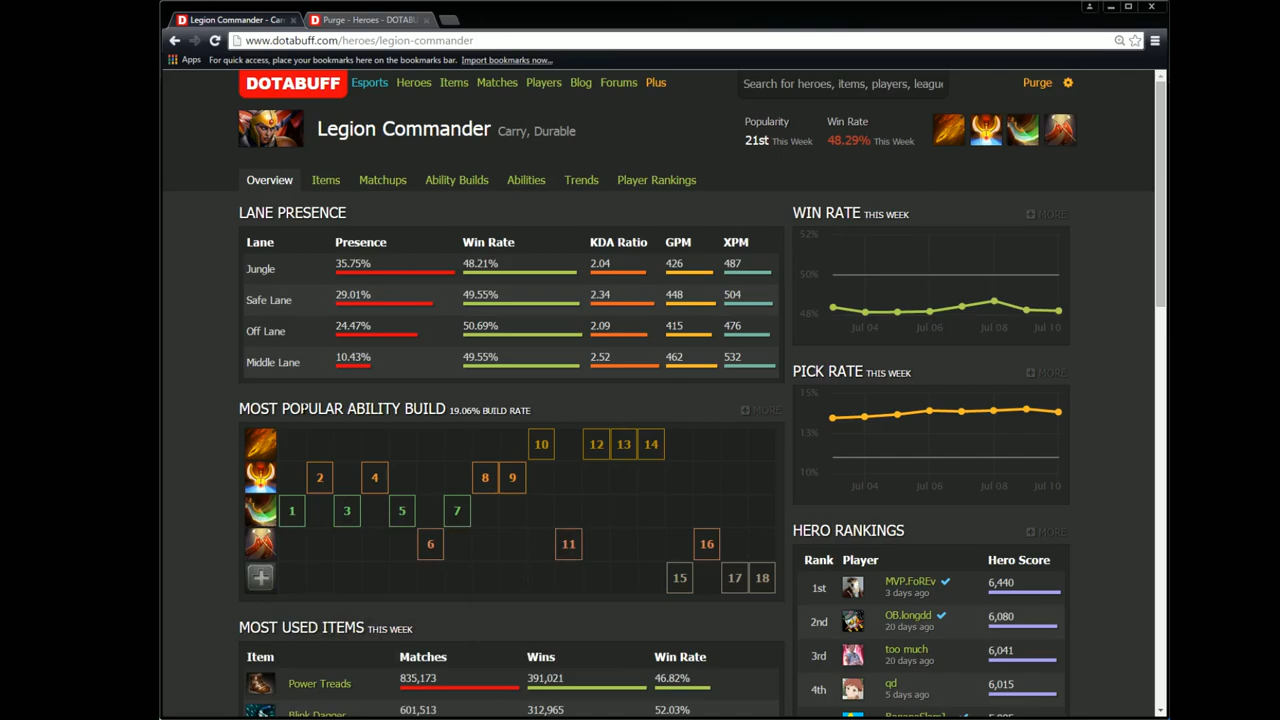 Legion Commander - Car
Purge - Heroes - DOTABU
www.dotabuff.com/heroes/legion-commander
Apps For quick access, place your bookmarks here on the bookmarks bar. Import bookmarks now...
DOTABUFF Esports Heroes Items Matches Players Blog Forums Plus
Search for heroes, items, players, league
Purge
Legion Commander Carry, Durable
Popularity
21st This Week
Win Rate
48.29% This Week
Overview Items Matchups Ability Builds Abilities Trends Player Rankings
LANE PRESENCE
Lane Presence Win Rate KDA Ratio GPM XPM
Jungle 35.75% 48.21% 2.04 426 487
Safe Lane 29.01% 49.55% 2.34 448 504
Off Lane 24.47% 50.69% 2.09 415 476
Middle Lane 10.43% 49.55% 2.52 462 532
MOST POPULAR ABILITY BUILD 19.06% BUILD RATE
MORE
10 12 13 14
2 4 8 9
1 3 5 7
6 11 16
15 17 18
MOST USED ITEMS THIS WEEK
Item Matches Wins Win Rate
Power Treads 835,173 391,021 46.82%
Blink Dagger 601,513 312,965 52.03%
WIN RATE THIS WEEK
MORE
52%
50%
48%
Jul 04 Jul 06 Jul 08 Jul 10
PICK RATE THIS WEEK
MORE
15%
13%
10%
Jul 04 Jul 06 Jul 08 Jul 10
HERO RANKINGS
MORE
Rank Player Hero Score
1st MVP.FoREv 6,440
3 days ago
2nd OB.longdd 6,080
20 days ago
3rd too much 6,041
20 days ago
4th qd 6,015
5 days ago